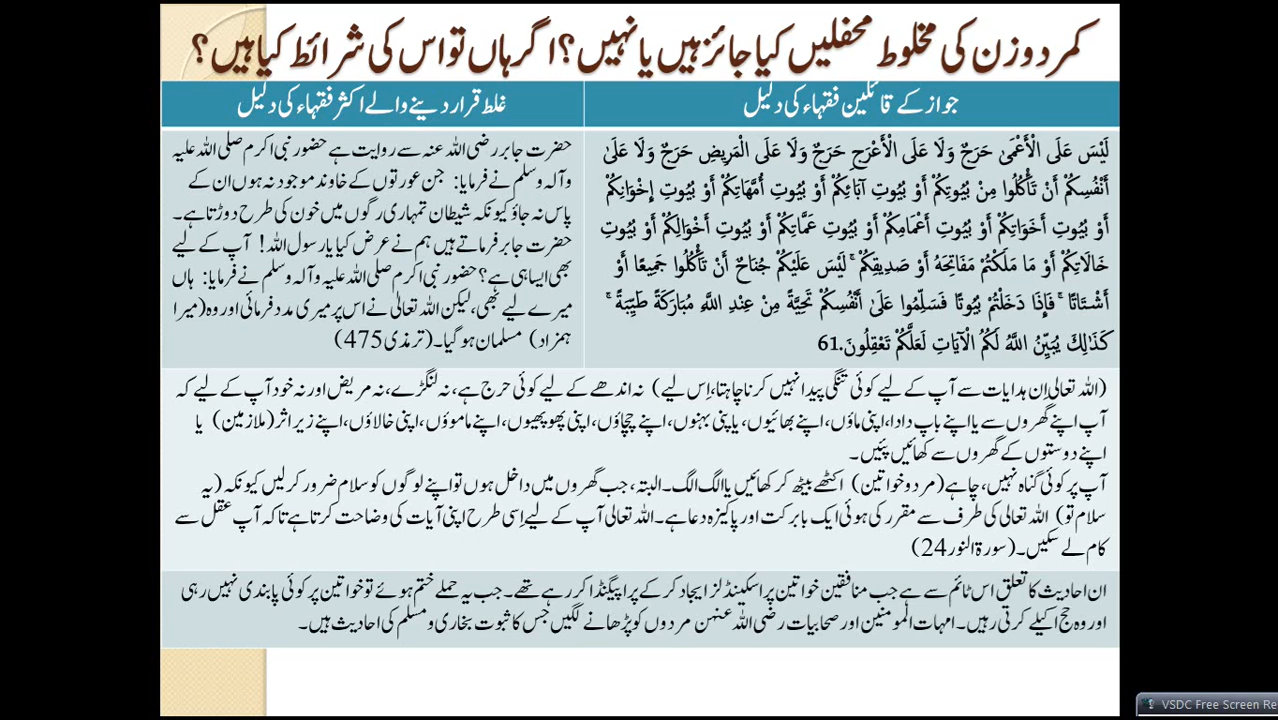 کمر دوزن کی مخلوط محفلیں کیا جائز ہیں یا نہیں؟ اگر ہاں تو اس کی شرائط کیا ہیں؟
جواز کے قائلین فقہاء کی دلیل
لَيْسَ عَلَى الْأَعْمَىٰ حَرَجٌ وَلَا عَلَى الْأَعْرَجِ حَرَجٌ وَلَا عَلَى الْمَرِيضِ حَرَجٌ وَلَا عَلَىٰ
أَنْفُسِكُمْ أَنْ تَأْكُلُوا مِنْ بُيُوتِكُمْ أَوْ بُيُوتِ آبَائِكُمْ أَوْ بُيُوتِ أُمَّهَاتِكُمْ أَوْ بُيُوتِ إِخْوَانِكُمْ
أَوْ بُيُوتِ أَخَوَاتِكُمْ أَوْ بُيُوتِ أَعْمَامِكُمْ أَوْ بُيُوتِ عَمَّاتِكُمْ أَوْ بُيُوتِ أَخْوَالِكُمْ أَوْ بُيُوتِ
خَالَاتِكُمْ أَوْ مَا مَلَكْتُمْ مَفَاتِحَهُ أَوْ صَدِيقِكُمْ ۚ لَيْسَ عَلَيْكُمْ جُنَاحٌ أَنْ تَأْكُلُوا جَمِيعًا أَوْ
أَشْتَاتًا ۚ فَإِذَا دَخَلْتُمْ بُيُوتًا فَسَلِّمُوا عَلَىٰ أَنْفُسِكُمْ تَحِيَّةً مِنْ عِنْدِ اللَّهِ مُبَارَكَةً طَيِّبَةً ۚ
كَذَٰلِكَ يُبَيِّنُ اللَّهُ لَكُمُ الْآيَاتِ لَعَلَّكُمْ تَعْقِلُونَ.61
غلط قرار دینے والے اکثر فقہاء کی دلیل
حضرت جابر رضی اللہ عنہ سے روایت ہے حضور نبی اکرم صلی اللہ علیہ
وآلہ وسلم نے فرمایا: جن عورتوں کے خاوند موجود نہ ہوں ان کے
پاس نہ جاؤ کیونکہ شیطان تمہاری رگوں میں خون کی طرح دوڑتا ہے۔
حضرت جابر فرماتے ہیں ہم نے عرض کیا یا رسول اللہ! آپ کے لیے
بھی ایسا ہی ہے؟ حضور نبی اکرم صلی اللہ علیہ وآلہ وسلم نے فرمایا: ہاں
میرے لیے بھی، لیکن اللہ تعالیٰ نے اس پر میری مدد فرمائی اور وہ (میرا
ہمزاد) مسلمان ہو گیا۔ (ترمذی 475)
(اللہ تعالی اِن ہدایات سے آپ کے لیے کوئی تنگی پیدا نہیں کرنا چاہتا، اِس لیے) نہ اندھے کے لیے کوئی حرج ہے، نہ لنگڑے، نہ مریض اور نہ خود آپ کے لیے کہ
آپ اپنے گھروں سے یا اپنے باپ دادا، اپنی ماؤں، اپنے بھائیوں، یا پنی بہنوں، اپنے چچاؤں، اپنی پھوپھیوں، اپنے ماموؤں، اپنی خالاؤں، اپنے زیر اثر (ملازمین) یا
اپنے دوستوں کے گھروں سے کھائیں پئیں۔
آپ پر کوئی گناہ نہیں، چاہے (مرد و خواتین) اکٹھے بیٹھ کر کھائیں یا الگ الگ۔ البتہ، جب گھروں میں داخل ہوں تو اپنے لوگوں کو سلام ضرور کر لیں کیونکہ (یہ
سلام تو) اللہ تعالی کی طرف سے مقرر کی ہوئی ایک بابرکت اور پاکیزہ دعا ہے۔ اللہ تعالی آپ کے لیے اِسی طرح اپنی آیات کی وضاحت کرتا ہے تا کہ آپ عقل سے
کام لے سکیں۔ (سورۃ النور 24)
ان احادیث کا تعلق اس ٹائم سے ہے جب منافقین خواتین پر اسکینڈلز ایجاد کر کے پراپیگنڈا کر رہے تھے۔ جب یہ حملے ختم ہوئے تو خواتین پر کوئی پابندی نہیں رہی
اور وہ حج اکیلے کرتی رہیں۔ امہات المومنین اور صحابیات رضی اللہ عنہن مردوں کو پڑھانے لگیں جس کا ثبوت بخاری و مسلم کی احادیث ہیں۔
VSDC Free Screen Re